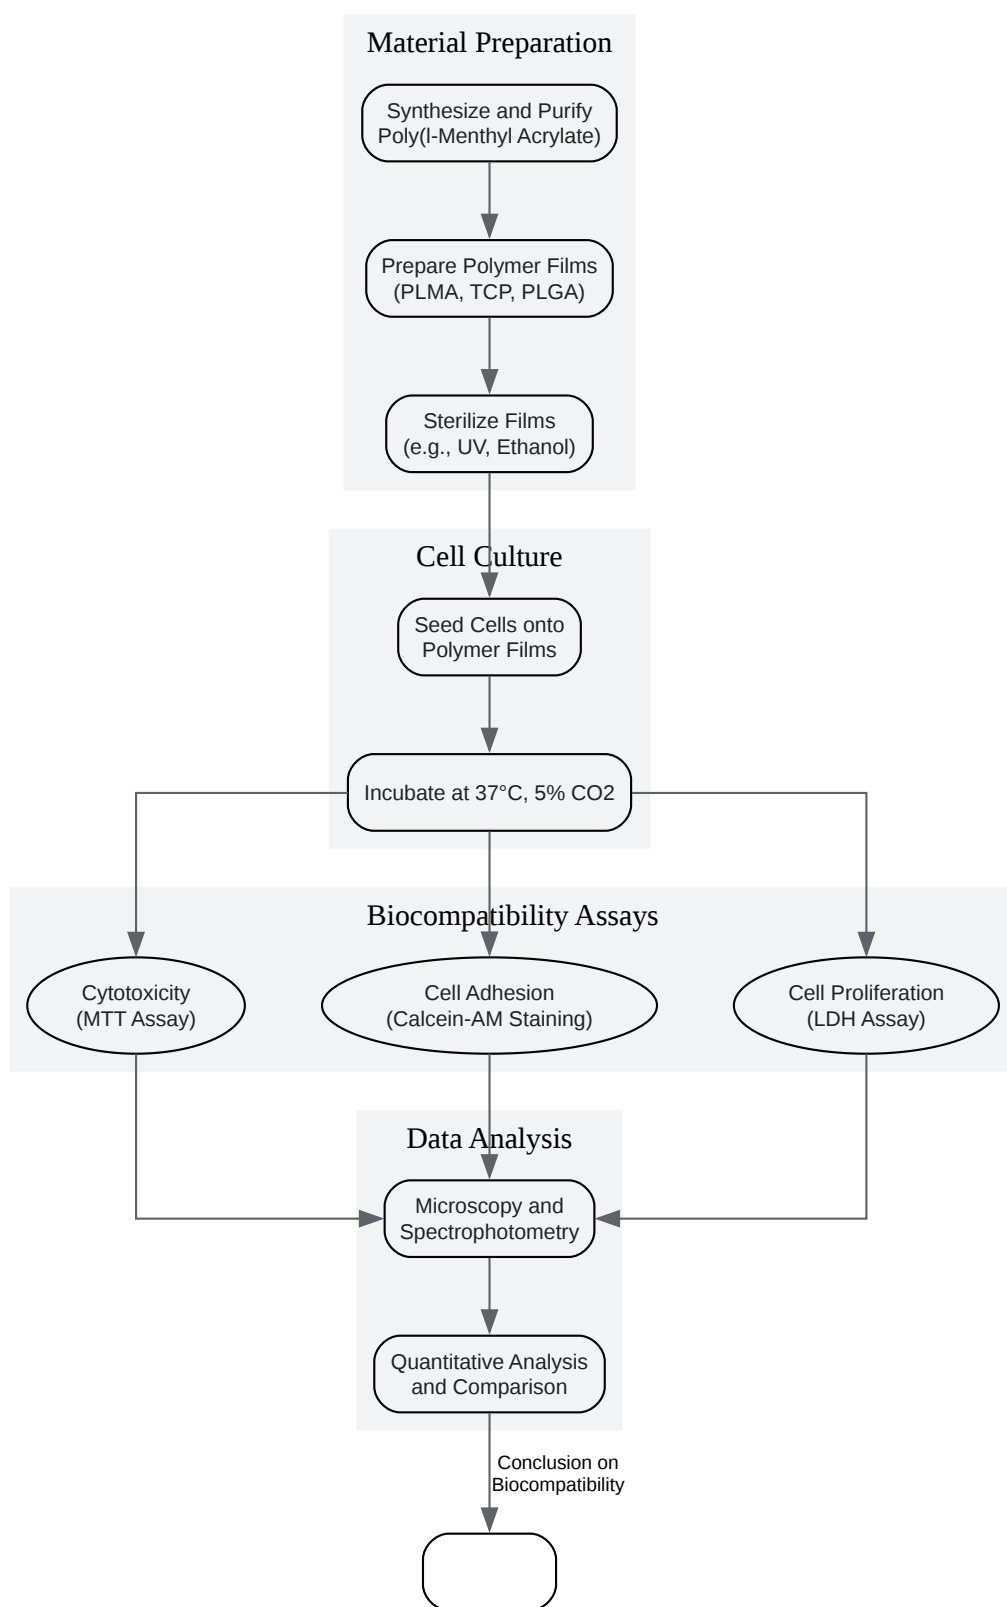 Material Preparation
Synthesize and Purify
Poly(l-Menthyl Acrylate)
Prepare Polymer Films
(PLMA, TCP, PLGA)
Sterilize Films
(e.g., UV, Ethanol)
Cell Culture
Seed Cells onto
Polymer Films
Incubate at 37°C, 5% CO2
Biocompatibility Assays
Cytotoxicity
(MTT Assay)
Cell Adhesion
(Calcein-AM Staining)
Cell Proliferation
(LDH Assay)
Data Analysis
Microscopy and
Spectrophotometry
Quantitative Analysis
and Comparison
Conclusion on
Biocompatibility